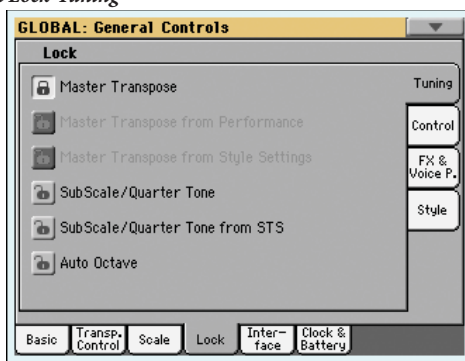 Lock Tuning
GLOBAL: General Controls
Lock
Master Transpose
Master Transpose from Performance
Master Transpose from Style Settings
SubScale/Quarter Tone
SubScale/Quarter Tone from STS
Auto Octave
Tuning
Control
FX &
Voice P.
Style
Basic
Transp.
Control
Scale
Lock
Inter-
face
Clock &
Battery